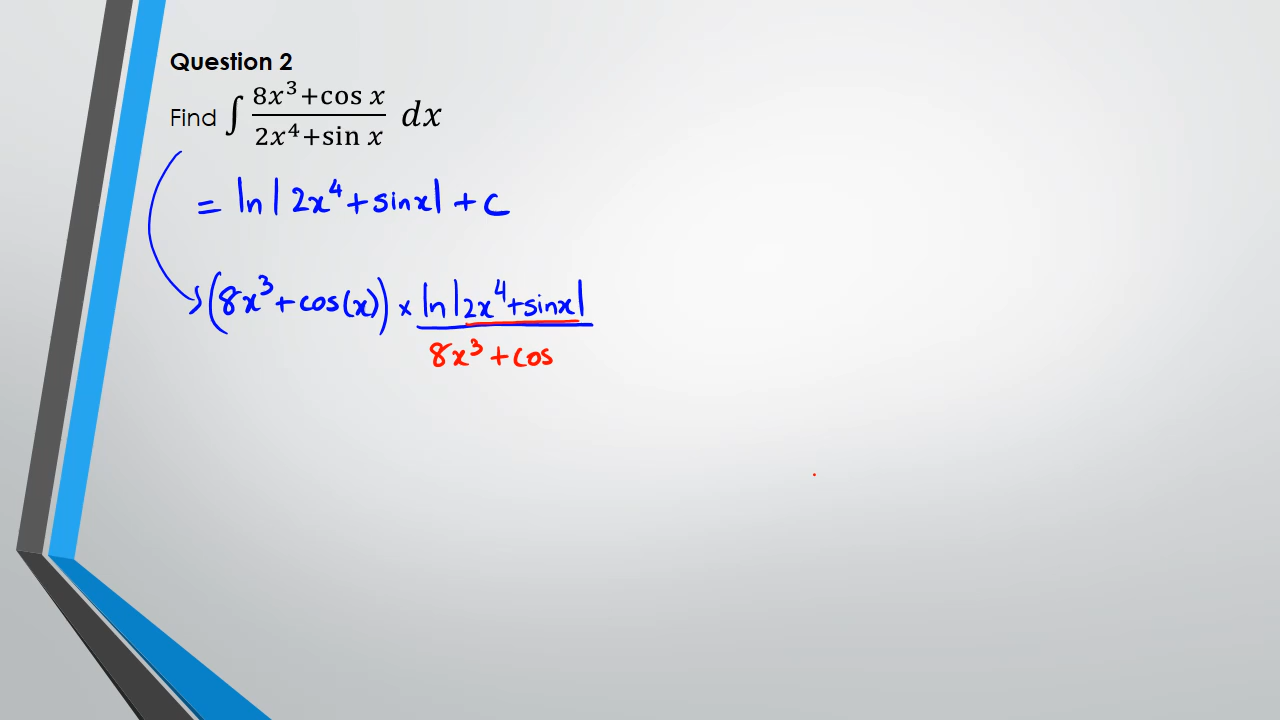 Question 2
Find ∫ (8x³+cos x)/(2x⁴+sin x) dx
= ln|2x⁴+sinx| + c
(8x³+cos(x)) × ln|2x⁴+sinx|
8x³+cos